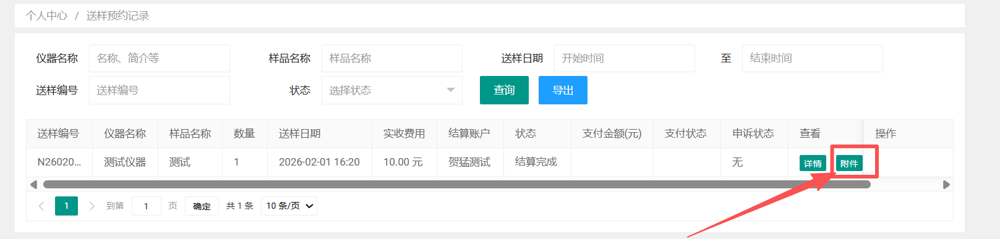 个人中心 / 送样预约记录
仪器名称 名称、简介等 样品名称 样品名称 送样日期 开始时间 至 结束时间
送样编号 送样编号 状态 选择状态 查询 导出
送样编号 仪器名称 样品名称 数量 送样日期 实收费用 结算账户 状态 支付金额(元) 支付状态 申诉状态 查看 操作
N26020... 测试仪器 测试 1 2026-02-01 16:20 10.00 元 贺猛测试 结算完成 无 详情 附件
1 到第 1 页 确定 共 1 条 10 条/页